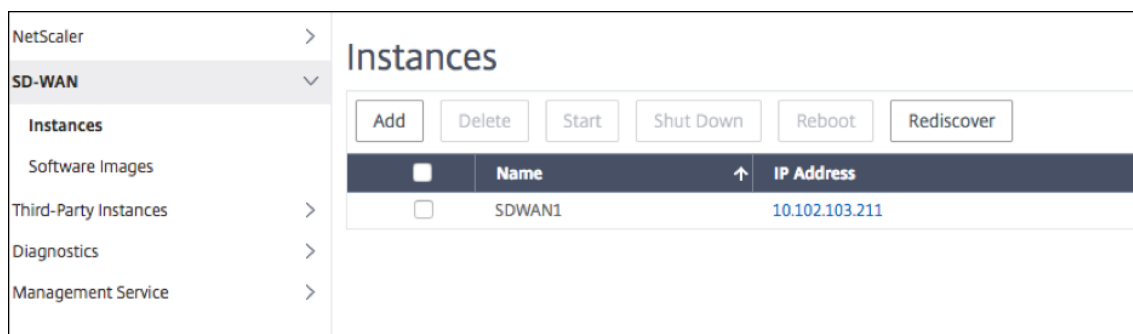 NetScaler
SD-WAN
Instances
Software Images
Third-Party Instances
Diagnostics
Management Service
Instances
Add Delete Start Shut Down Reboot Rediscover
Name IP Address
SDWAN1 10.102.103.211